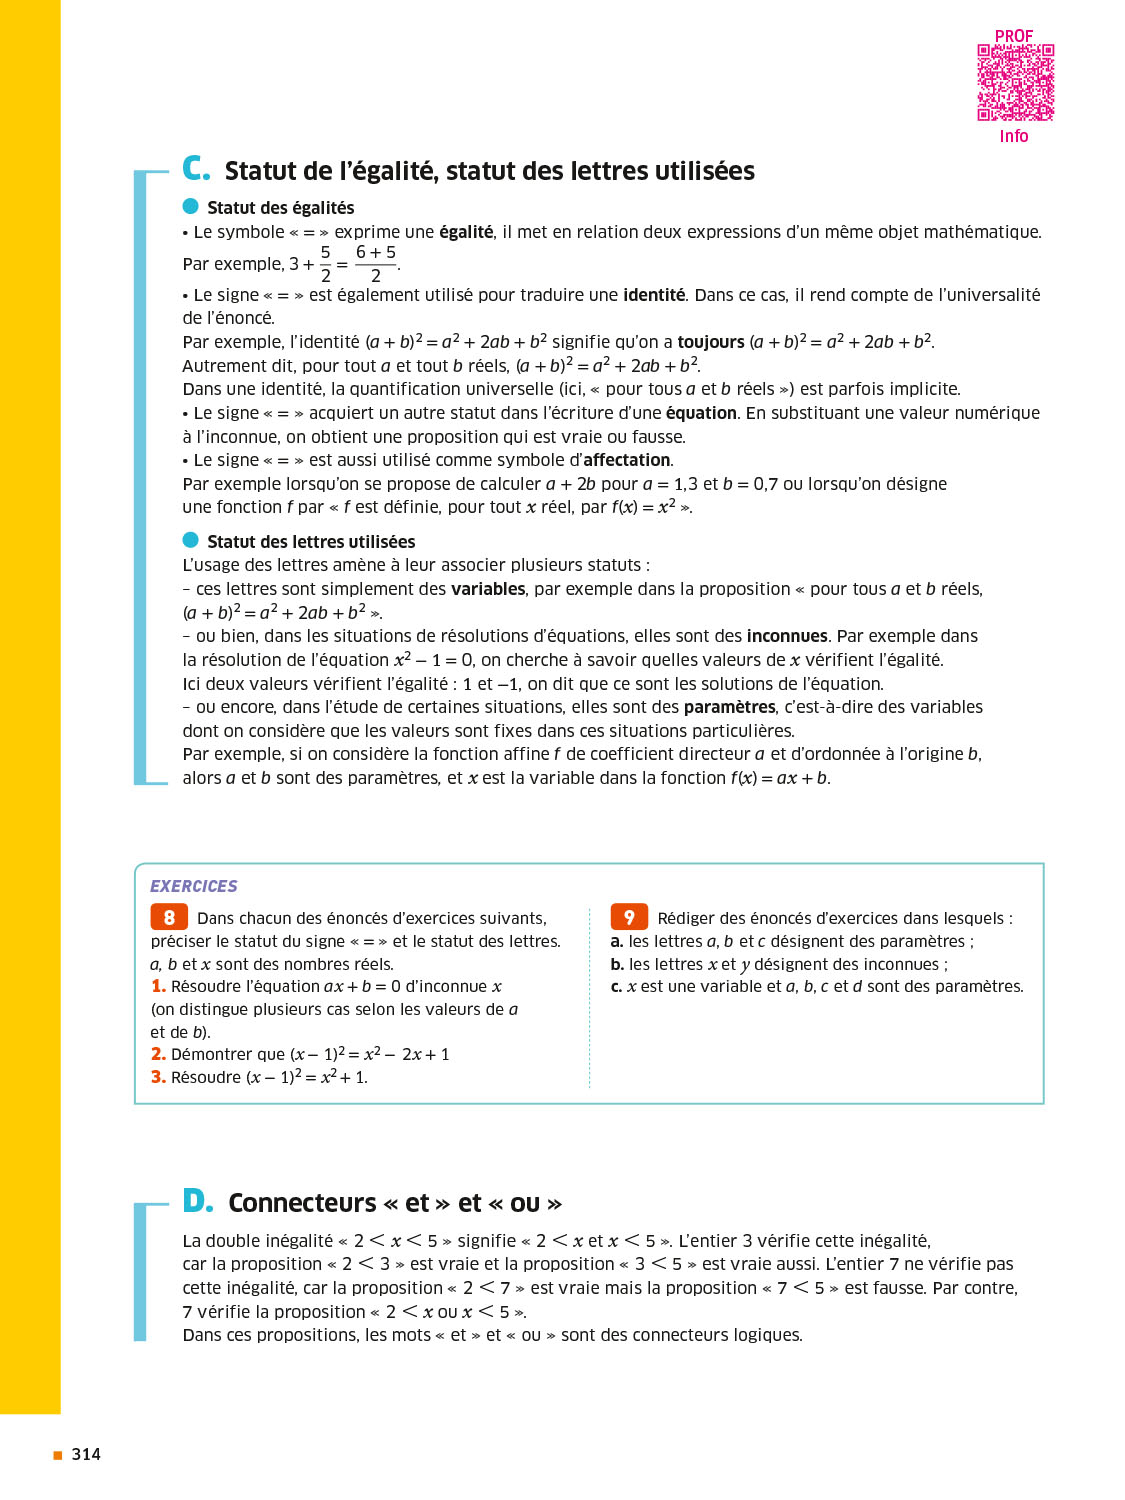 PROF
Info
C. Statut de l’égalité, statut des lettres utilisées
Statut des égalités
• Le symbole « = » exprime une égalité, il met en relation deux expressions d’un même objet mathématique.
Par exemple, 3 + 5/2 = (6 + 5)/2.
• Le signe « = » est également utilisé pour traduire une identité. Dans ce cas, il rend compte de l’universalité
de l’énoncé.
Par exemple, l’identité (a + b)² = a² + 2ab + b² signifie qu’on a toujours (a + b)² = a² + 2ab + b².
Autrement dit, pour tout a et tout b réels, (a + b)² = a² + 2ab + b².
Dans une identité, la quantification universelle (ici, « pour tous a et b réels ») est parfois implicite.
• Le signe « = » acquiert un autre statut dans l’écriture d’une équation. En substituant une valeur numérique
à l’inconnue, on obtient une proposition qui est vraie ou fausse.
• Le signe « = » est aussi utilisé comme symbole d’affectation.
Par exemple lorsqu’on se propose de calculer a + 2b pour a = 1,3 et b = 0,7 ou lorsqu’on désigne
une fonction f par « f est définie, pour tout x réel, par f(x) = x² ».
Statut des lettres utilisées
L’usage des lettres amène à leur associer plusieurs statuts :
– ces lettres sont simplement des variables, par exemple dans la proposition « pour tous a et b réels,
(a + b)² = a² + 2ab + b² ».
– ou bien, dans les situations de résolutions d’équations, elles sont des inconnues. Par exemple dans
la résolution de l’équation x² − 1 = 0, on cherche à savoir quelles valeurs de x vérifient l’égalité.
Ici deux valeurs vérifient l’égalité : 1 et −1, on dit que ce sont les solutions de l’équation.
– ou encore, dans l’étude de certaines situations, elles sont des paramètres, c’est-à-dire des variables
dont on considère que les valeurs sont fixes dans ces situations particulières.
Par exemple, si on considère la fonction affine f de coefficient directeur a et d’ordonnée à l’origine b,
alors a et b sont des paramètres, et x est la variable dans la fonction f(x) = ax + b.
EXERCICES
8 Dans chacun des énoncés d’exercices suivants,
préciser le statut du signe « = » et le statut des lettres.
a, b et x sont des nombres réels.
1. Résoudre l’équation ax + b = 0 d’inconnue x
(on distingue plusieurs cas selon les valeurs de a
et de b).
2. Démontrer que (x − 1)² = x² − 2x + 1
3. Résoudre (x − 1)² = x² + 1.
9 Rédiger des énoncés d’exercices dans lesquels :
a. les lettres a, b et c désignent des paramètres ;
b. les lettres x et y désignent des inconnues ;
c. x est une variable et a, b, c et d sont des paramètres.
D. Connecteurs « et » et « ou »
La double inégalité « 2 < x < 5 » signifie « 2 < x et x < 5 ». L’entier 3 vérifie cette inégalité,
car la proposition « 2 < 3 » est vraie et la proposition « 3 < 5 » est vraie aussi. L’entier 7 ne vérifie pas
cette inégalité, car la proposition « 2 < 7 » est vraie mais la proposition « 7 < 5 » est fausse. Par contre,
7 vérifie la proposition « 2 < x ou x < 5 ».
Dans ces propositions, les mots « et » et « ou » sont des connecteurs logiques.
314